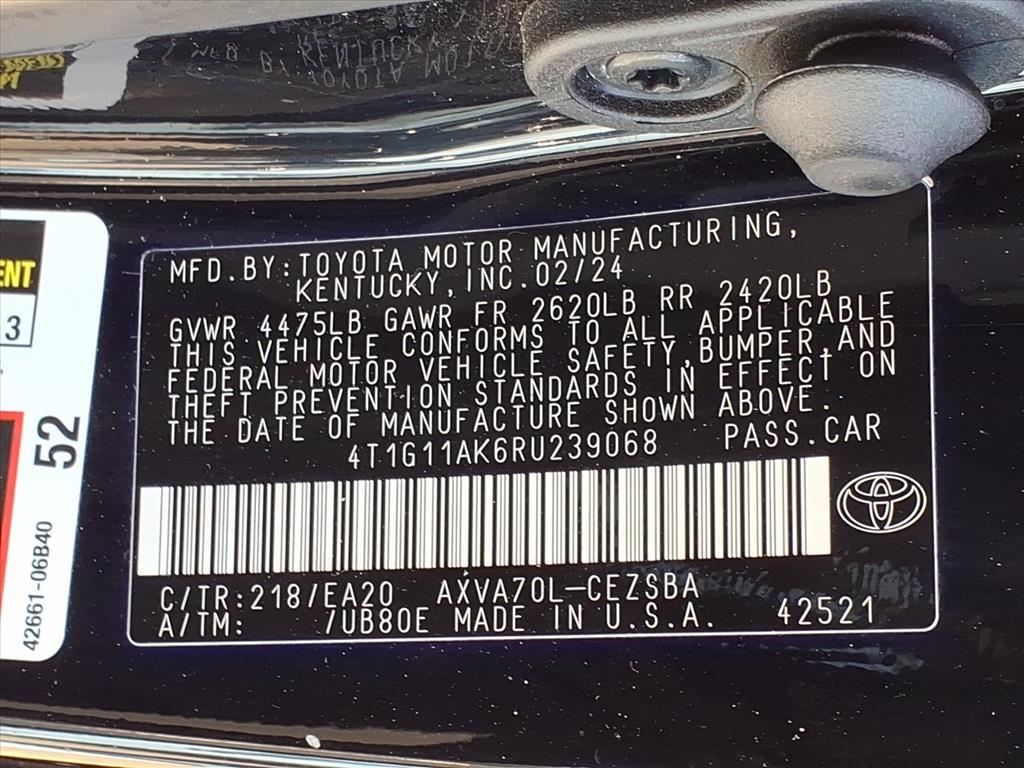 MFD.BY:TOYOTA MOTOR MANUFACTURING,
KENTUCKY, INC.02/24
GVWR 4475LB GAWR FR 2620LB RR 2420LB
THIS VEHICLE CONFORMS TO ALL APPLICABLE
FEDERAL MOTOR VEHICLE SAFETY,BUMPER,AND
THEFT PREVENTION STANDARDS IN EFFECT ON
THE DATE OF MANUFACTURE SHOWN ABOVE.
4T1G11AK6RU239068 PASS.CAR
C/TR:218/EA20 AXVA70L-CEZSBA
A/TM: 7UB80E MADE IN U.S.A. 42521
3
52
42661-06B40